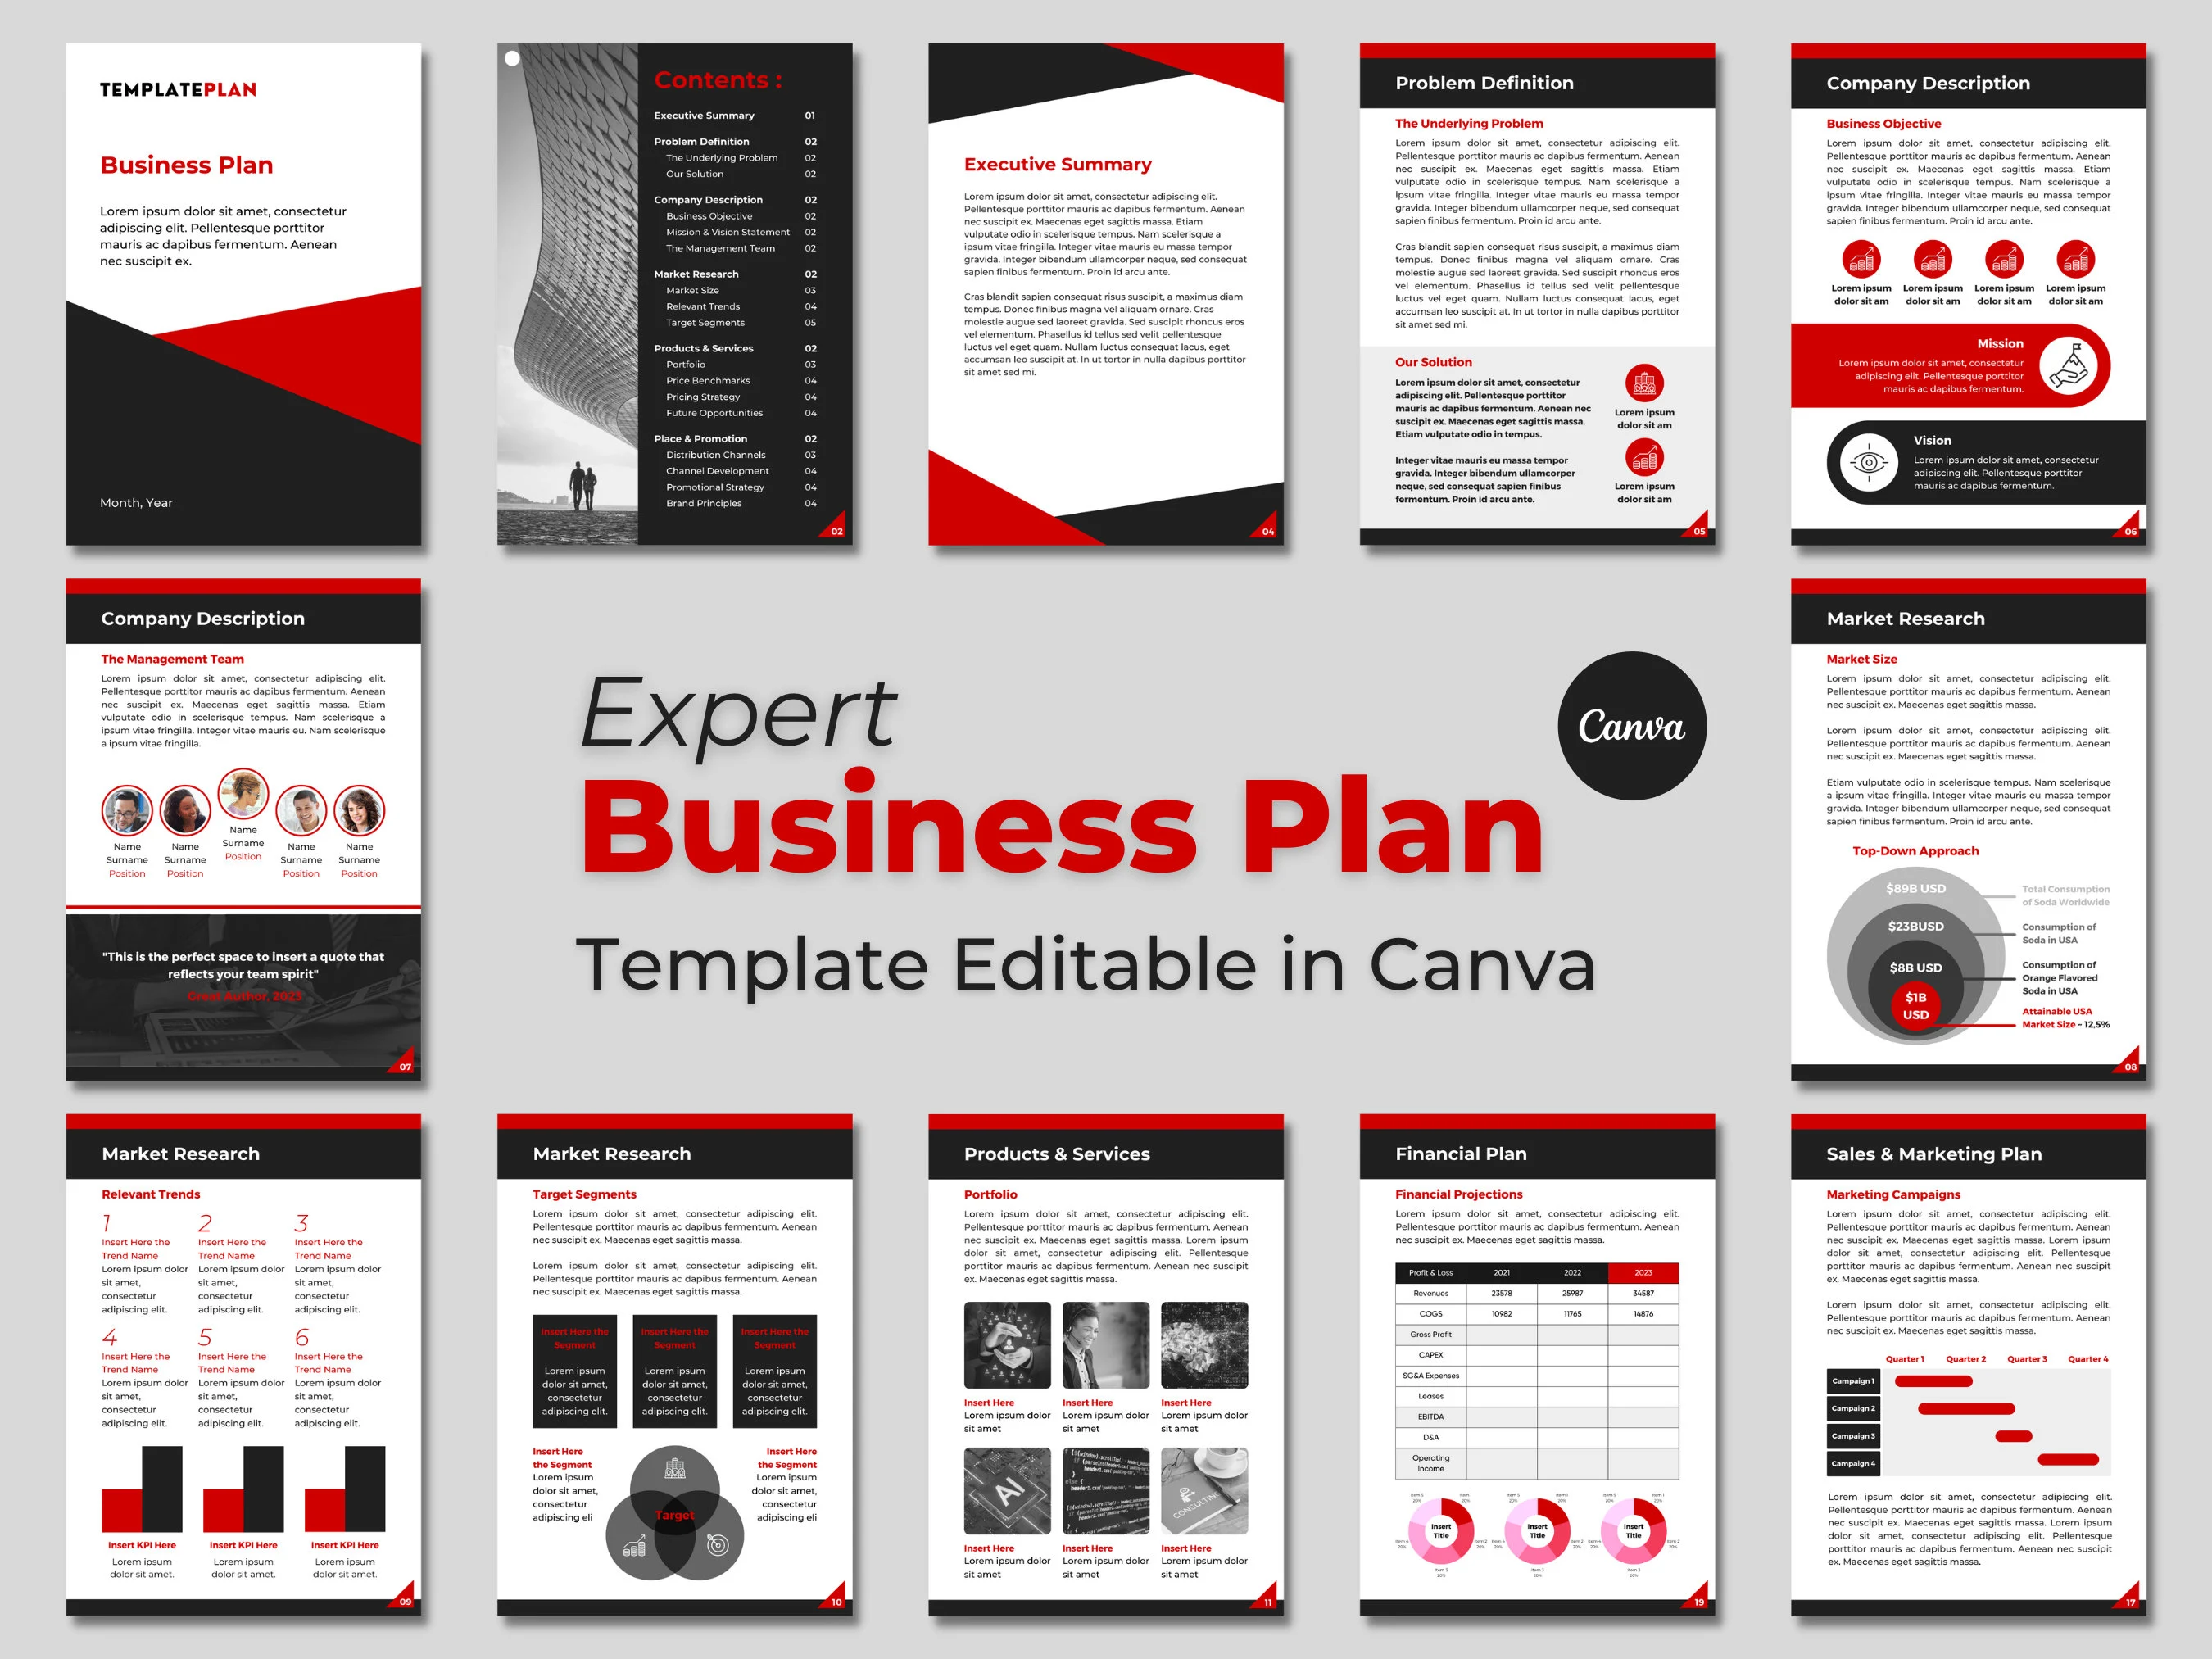 TEMPLATEPLAN
Business Plan
Lorem ipsum dolor sit amet, consectetur
adipiscing elit. Pellentesque porttitor
mauris ac dapibus fermentum. Aenean
nec suscipit ex.
Month, Year
Contents :
Executive Summary 01
Problem Definition 02
The Underlying Problem 02
Our Solution 02
Company Description 02
Business Objective 02
Mission & Vision Statement 02
The Management Team 02
Market Research 02
Market Size 03
Relevant Trends 04
Target Segments 05
Products & Services 02
Portfolio 03
Price Benchmarks 04
Pricing Strategy 04
Future Opportunities 04
Place & Promotion 02
Distribution Channels 03
Channel Development 04
Promotional Strategy 04
Brand Principles 04
02
Executive Summary
Lorem ipsum dolor sit amet, consectetur adipiscing elit.
Pellentesque porttitor mauris ac dapibus fermentum. Aenean
nec suscipit ex. Maecenas eget sagittis massa. Etiam
vulputate odio in scelerisque tempus. Nam scelerisque a
ipsum vitae fringilla. Integer vitae mauris eu massa tempor
gravida. Integer bibendum ullamcorper neque, sed consequat
sapien finibus fermentum. Proin id arcu ante.
Cras blandit sapien consequat risus suscipit, a maximus diam
tempus. Donec finibus magna vel aliquam ornare. Cras
molestie augue sed laoreet gravida. Sed suscipit rhoncus eros
vel elementum. Phasellus id tellus sed velit pellentesque
luctus vel eget quam. Nullam luctus consequat lacus, eget
accumsan leo suscipit at. In ut tortor in nulla dapibus porttitor
sit amet sed mi.
04
Problem Definition
The Underlying Problem
Lorem ipsum dolor sit amet, consectetur adipiscing elit.
Pellentesque porttitor mauris ac dapibus fermentum. Aenean
nec suscipit ex. Maecenas eget sagittis massa. Etiam
vulputate odio in scelerisque tempus. Nam scelerisque a
ipsum vitae fringilla. Integer vitae mauris eu massa tempor
gravida. Integer bibendum ullamcorper neque, sed consequat
sapien finibus fermentum. Proin id arcu ante.
Cras blandit sapien consequat risus suscipit, a maximus diam
tempus. Donec finibus magna vel aliquam ornare. Cras
molestie augue sed laoreet gravida. Sed suscipit rhoncus eros
vel elementum. Phasellus id tellus sed velit pellentesque
luctus vel eget quam. Nullam luctus consequat lacus, eget
accumsan leo suscipit at. In ut tortor in nulla dapibus porttitor
sit amet sed mi.
Our Solution
Lorem ipsum dolor sit amet, consectetur
adipiscing elit. Pellentesque porttitor
mauris ac dapibus fermentum. Aenean nec
suscipit ex. Maecenas eget sagittis massa.
Etiam vulputate odio in tempus.
Integer vitae mauris eu massa tempor
gravida. Integer bibendum ullamcorper
neque, sed consequat sapien finibus
fermentum. Proin id arcu ante.
Lorem ipsum
dolor sit am
Lorem ipsum
dolor sit am
05
Company Description
Business Objective
Lorem ipsum dolor sit amet, consectetur adipiscing elit.
Pellentesque porttitor mauris ac dapibus fermentum. Aenean
nec suscipit ex. Maecenas eget sagittis massa. Etiam
vulputate odio in scelerisque tempus. Nam scelerisque a
ipsum vitae fringilla. Integer vitae mauris eu massa tempor
gravida. Integer bibendum ullamcorper neque, sed consequat
sapien finibus fermentum. Proin id arcu ante.
Lorem ipsum Lorem ipsum Lorem ipsum Lorem ipsum
dolor sit am dolor sit am dolor sit am dolor sit am
Mission
Lorem ipsum dolor sit amet, consectetur
adipiscing elit. Pellentesque porttitor
mauris ac dapibus fermentum.
Vision
Lorem ipsum dolor sit amet, consectetur
adipiscing elit. Pellentesque porttitor
mauris ac dapibus fermentum.
06
Company Description
The Management Team
Lorem ipsum dolor sit amet, consectetur adipiscing elit.
Pellentesque porttitor mauris ac dapibus fermentum. Aenean
nec suscipit ex. Maecenas eget sagittis massa. Etiam
vulputate odio in scelerisque tempus. Nam scelerisque a
ipsum vitae fringilla. Integer vitae mauris eu. Nam scelerisque
a ipsum vitae fringilla.
Name Name Name Name Name
Surname Surname Surname Surname Surname
Position Position Position Position Position
"This is the perfect space to insert a quote that
reflects your team spirit"
Great Author, 2023
07
Expert
Business Plan
Template Editable in Canva
Canva
Market Research
Market Size
Lorem ipsum dolor sit amet, consectetur adipiscing elit.
Pellentesque porttitor mauris ac dapibus fermentum. Aenean
nec suscipit ex. Maecenas eget sagittis massa.
Lorem ipsum dolor sit amet, consectetur adipiscing elit.
Pellentesque porttitor mauris ac dapibus fermentum. Aenean
nec suscipit ex. Maecenas eget sagittis massa.
Etiam vulputate odio in scelerisque tempus. Nam scelerisque
a ipsum vitae fringilla. Integer vitae mauris eu massa tempor
gravida. Integer bibendum ullamcorper neque, sed consequat
sapien finibus fermentum. Proin id arcu ante.
Top-Down Approach
$89B USD
$23BUSD
$8B USD
$1B
USD
Total Consumption
of Soda Worldwide
Consumption of
Soda in USA
Consumption of
Orange Flavored
Soda in USA
Attainable USA
Market Size - 12,5%
08
Market Research
Relevant Trends
1 2 3
Insert Here the Insert Here the Insert Here the
Trend Name Trend Name Trend Name
Lorem ipsum dolor Lorem ipsum dolor Lorem ipsum dolor
sit amet, sit amet, sit amet,
consectetur consectetur consectetur
adipiscing elit. adipiscing elit. adipiscing elit.
4 5 6
Insert Here the Insert Here the Insert Here the
Trend Name Trend Name Trend Name
Lorem ipsum dolor Lorem ipsum dolor Lorem ipsum dolor
sit amet, sit amet, sit amet,
consectetur consectetur consectetur
adipiscing elit. adipiscing elit. adipiscing elit.
Insert KPI Here Insert KPI Here Insert KPI Here
Lorem ipsum Lorem ipsum Lorem ipsum
dolor sit amet. dolor sit amet. dolor sit amet.
09
Market Research
Target Segments
Lorem ipsum dolor sit amet, consectetur adipiscing elit.
Pellentesque porttitor mauris ac dapibus fermentum. Aenean
nec suscipit ex. Maecenas eget sagittis massa.
Lorem ipsum dolor sit amet, consectetur adipiscing elit.
Pellentesque porttitor mauris ac dapibus fermentum. Aenean
nec suscipit ex. Maecenas eget sagittis massa.
Insert Here the Insert Here the Insert Here the
Segment Segment Segment
Lorem ipsum Lorem ipsum Lorem ipsum
dolor sit amet, dolor sit amet, dolor sit amet,
consectetur consectetur consectetur
adipiscing elit. adipiscing elit. adipiscing elit.
Insert Here
the Segment
Lorem ipsum
dolor sit amet,
consectetur
adipiscing eli
Target
Insert Here
the Segment
Lorem ipsum
dolor sit amet,
consectetur
adipiscing eli
10
Products & Services
Portfolio
Lorem ipsum dolor sit amet, consectetur adipiscing elit.
Pellentesque porttitor mauris ac dapibus fermentum. Aenean
nec suscipit ex. Maecenas eget sagittis massa. Lorem ipsum
dolor sit amet, consectetur adipiscing elit. Pellentesque
porttitor mauris ac dapibus fermentum. Aenean nec suscipit
ex. Maecenas eget sagittis massa.
Insert Here Insert Here Insert Here
Lorem ipsum dolor Lorem ipsum dolor Lorem ipsum dolor
sit amet sit amet sit amet
AI
CONSULTING
Insert Here Insert Here Insert Here
Lorem ipsum dolor Lorem ipsum dolor Lorem ipsum dolor
sit amet sit amet sit amet
11
Financial Plan
Financial Projections
Lorem ipsum dolor sit amet, consectetur adipiscing elit.
Pellentesque porttitor mauris ac dapibus fermentum. Aenean
nec suscipit ex. Maecenas eget sagittis massa.
Profit & Loss 2021 2022 2023
Revenues 23578 25987 34587
COGS 10982 11765 14876
Gross Profit
CAPEX
SG&A Expenses
Leases
EBITDA
D&A
Operating
Income
Item 5 Item 1 Item 5 Item 1 Item 5 Item 1
20% 20% 20% 20% 20% 20%
Insert Insert Insert
Title Title Title
Item 4 Item 2 Item 4 Item 2 Item 4 Item 2
20% 20% 20% 20% 20% 20%
Item 3 Item 3 Item 3
20% 20% 20%
19
Sales & Marketing Plan
Marketing Campaigns
Lorem ipsum dolor sit amet, consectetur adipiscing elit.
Pellentesque porttitor mauris ac dapibus fermentum. Aenean
nec suscipit ex. Maecenas eget sagittis massa. Lorem ipsum
dolor sit amet, consectetur adipiscing elit. Pellentesque
porttitor mauris ac dapibus fermentum. Aenean nec suscipit
ex. Maecenas eget sagittis massa.
Lorem ipsum dolor sit amet, consectetur adipiscing elit.
Pellentesque porttitor mauris ac dapibus fermentum. Aenean
nec suscipit ex. Maecenas eget sagittis massa.
Quarter 1 Quarter 2 Quarter 3 Quarter 4
Campaign 1
Campaign 2
Campaign 3
Campaign 4
Lorem ipsum dolor sit amet, consectetur adipiscing elit.
Pellentesque porttitor mauris ac dapibus fermentum. Aenean
nec suscipit ex. Maecenas eget sagittis massa. Lorem ipsum
dolor sit amet, consectetur adipiscing elit. Pellentesque
porttitor mauris ac dapibus fermentum. Aenean nec suscipit
ex. Maecenas eget sagittis massa.
17